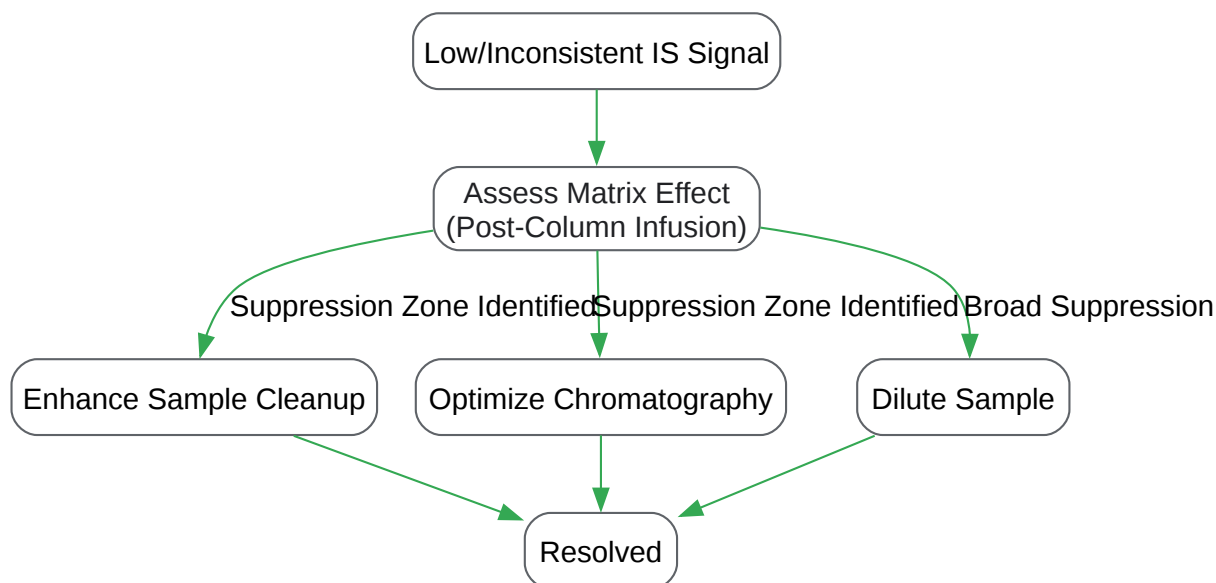 Low/Inconsistent IS Signal
Assess Matrix Effect
(Post-Column Infusion)
Suppression Zone Identified
Suppression Zone Identified
Broad Suppression
Enhance Sample Cleanup
Optimize Chromatography
Dilute Sample
Resolved